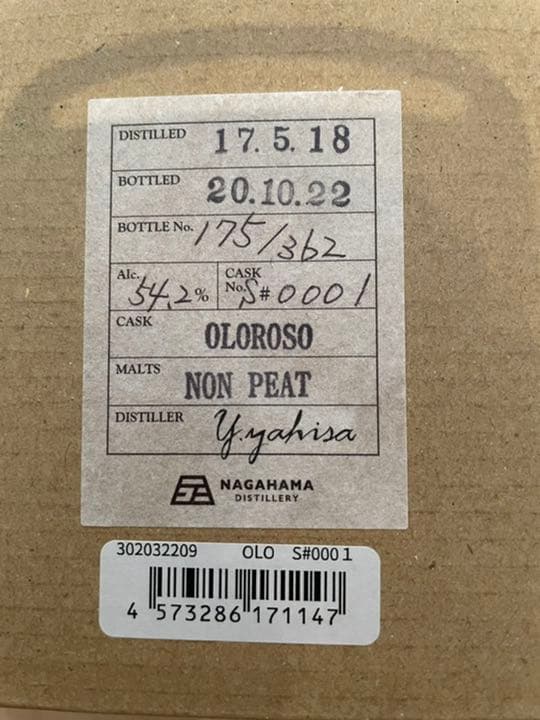 DISTILLED 17.5.18
BOTTLED 20.10.22
BOTTLE No. 175/362
Alc. 54.2% CASK No. S#0001
CASK OLOROSO
MALTS NON PEAT
DISTILLER Y.yahisa
NAGAHAMA
DISTILLERY
302032209 OLO S#0001
4 573286 171147